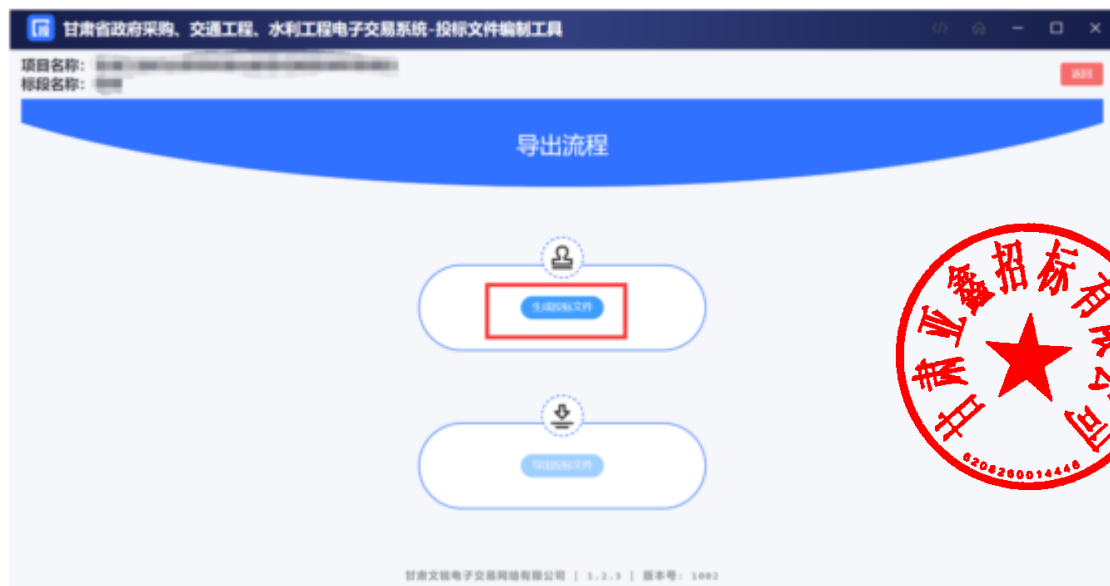 甘肃省政府采购、交通工程、水利工程电子交易系统-投标文件编制工具
项目名称：
标段名称：
返回
导出流程
生成投标文件
导出投标文件
甘肃亚鑫招标有限公司
6208260014446
甘肃文锐电子交易网络有限公司 | 1.2.3 | 版本号： 1002